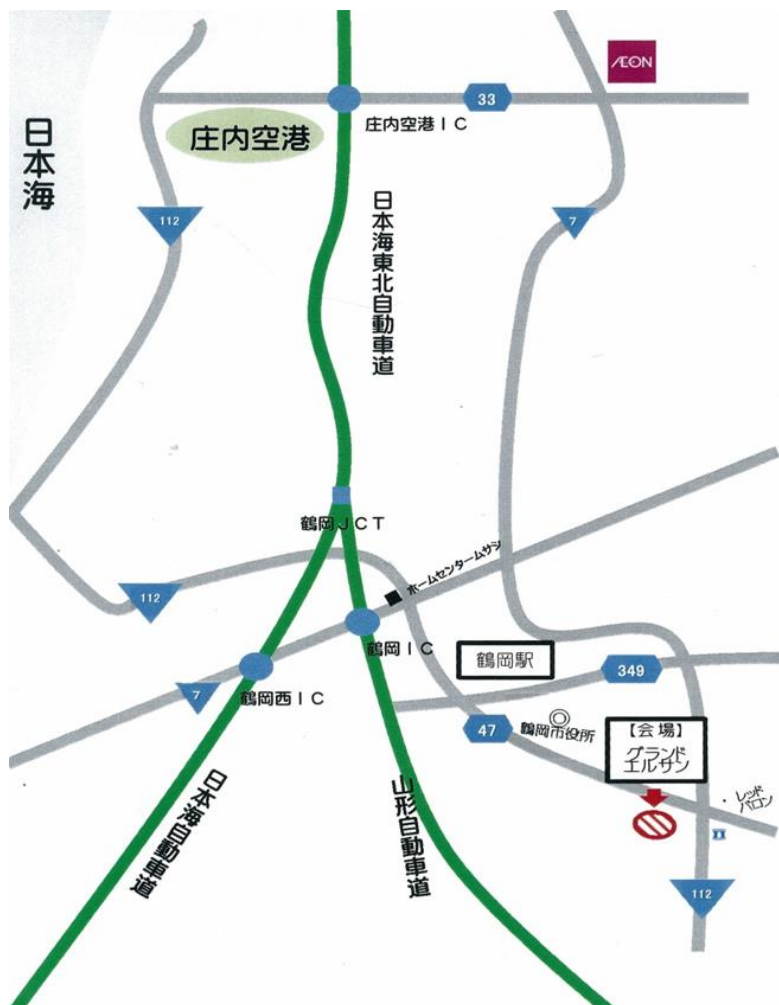 ÆON
33
庄内空港ＩＣ
庄内空港
日本海
112
7
日本海東北自動車道
鶴岡ＪＣＴ
ホームセンタームサシ
112
鶴岡ＩＣ
鶴岡駅
349
7
鶴岡西ＩＣ
47
鶴岡市役所
【会 場】
グランド
エルサン
レッド
バロン
日本海自動車道
山形自動車道
112